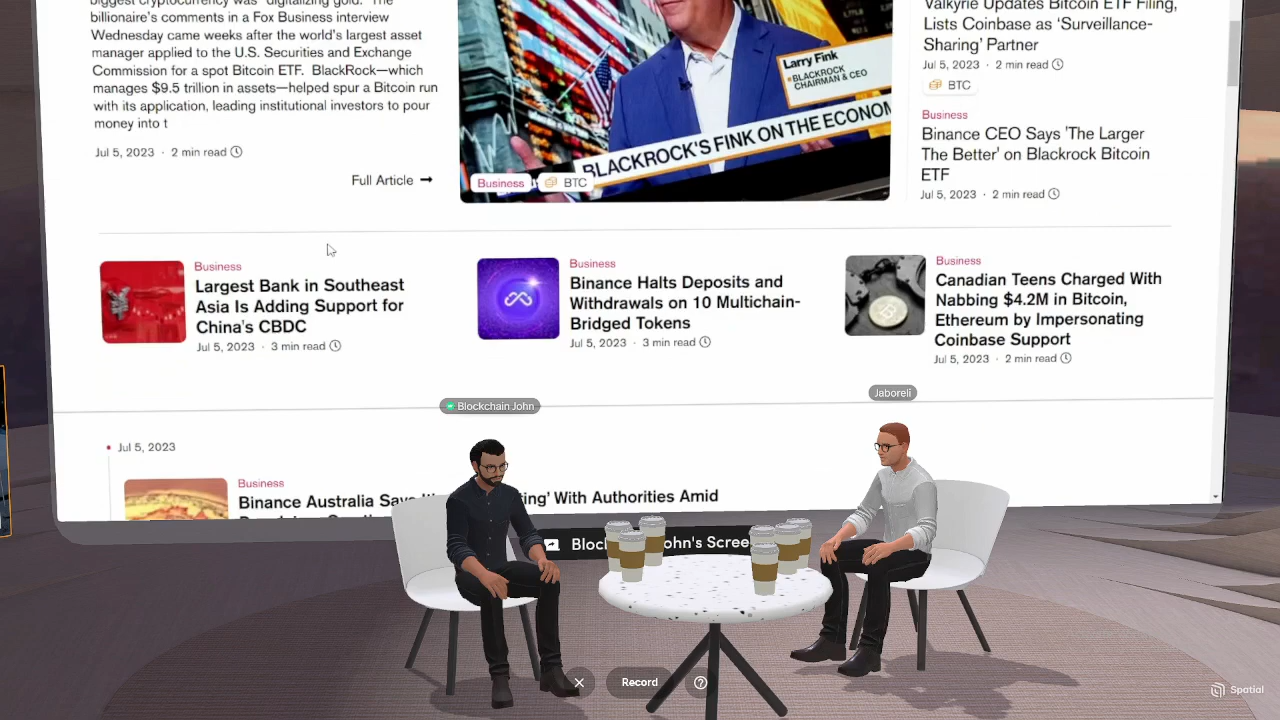 biggest cryptocurrency was "digitalizing gold." The
billionaire's comments in a Fox Business interview
Wednesday came weeks after the world's largest asset
manager applied to the U.S. Securities and Exchange
Commission for a spot Bitcoin ETF. BlackRock—which
manages $9.5 trillion in assets—helped spur a Bitcoin run
with its application, leading institutional investors to pour
money into t
Jul 5, 2023 · 2 min read
Full Article →
Larry Fink
BLACKROCK
CHAIRMAN & CEO
BLACKROCK'S FINK ON THE ECONOM
Business
BTC
Valkyrie Updates Bitcoin ETF Filing,
Lists Coinbase as 'Surveillance-
Sharing' Partner
Jul 5, 2023 · 2 min read
BTC
Business
Binance CEO Says 'The Larger
The Better' on Blackrock Bitcoin
ETF
Jul 5, 2023 · 2 min read
Business
Largest Bank in Southeast
Asia Is Adding Support for
China's CBDC
Jul 5, 2023 · 3 min read
Business
Binance Halts Deposits and
Withdrawals on 10 Multichain-
Bridged Tokens
Jul 5, 2023 · 3 min read
Business
Canadian Teens Charged With
Nabbing $4.2M in Bitcoin,
Ethereum by Impersonating
Coinbase Support
Jul 5, 2023 · 2 min read
Blockchain John
Jaboreli
Jul 5, 2023
Business
Binance Australia Says ting' With Authorities Amid
Bloc ohn's Scree
Record
Spatial